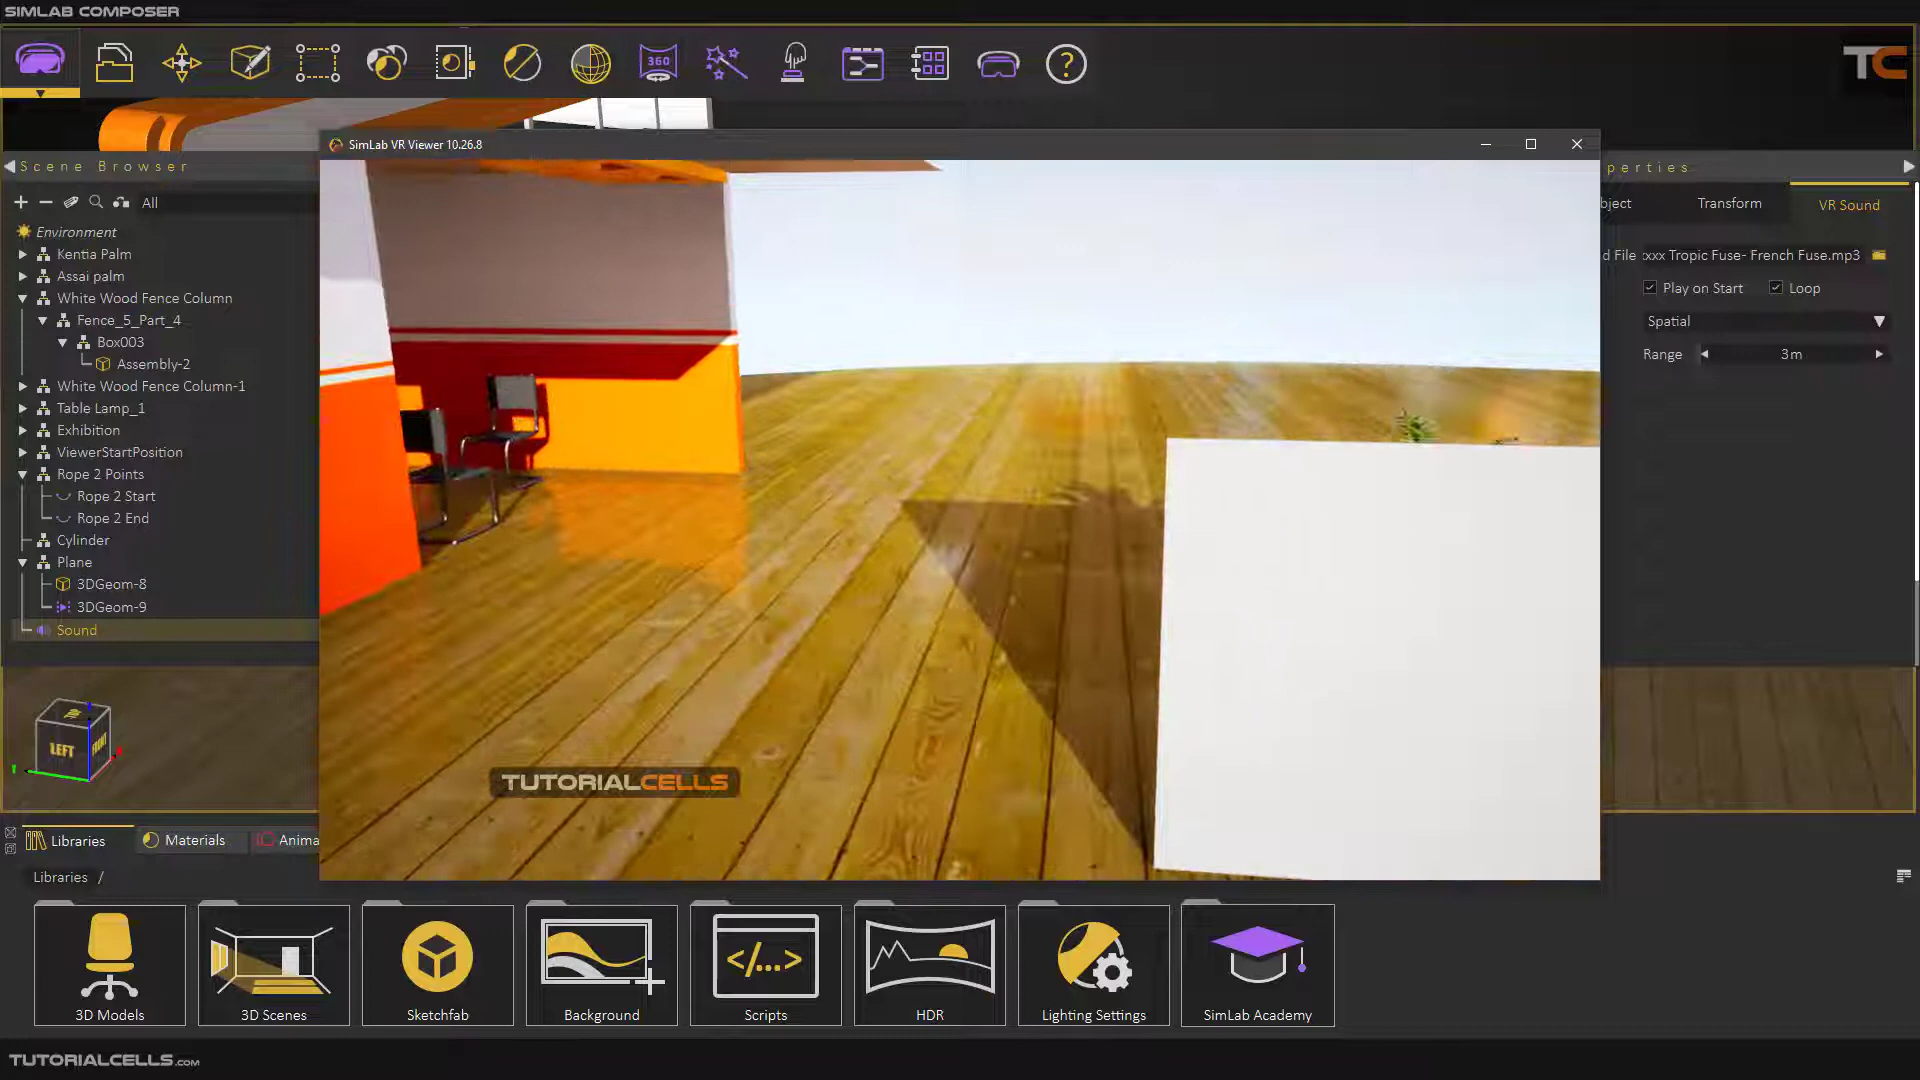 SIMLAB COMPOSER
360
?
TC
Scene Browser
SimLab VR Viewer 10.26.8
perties
All
bject
Transform
VR Sound
Environment
Kentia Palm
Assai palm
White Wood Fence Column
Fence_5_Part_4
Box003
Assembly-2
White Wood Fence Column-1
Table Lamp_1
Exhibition
ViewerStartPosition
Rope 2 Points
Rope 2 Start
Rope 2 End
Cylinder
Plane
3DGeom-8
3DGeom-9
Sound
d File
xxx Tropic Fuse- French Fuse.mp3
Play on Start
Loop
Spatial
Range
3m
LEFT
FRONT
TUTORIALCELLS
Libraries
Materials
Anima
Libraries /
</...>
3D Models
3D Scenes
Sketchfab
Background
Scripts
HDR
Lighting Settings
SimLab Academy
TUTORIALCELLS.COM